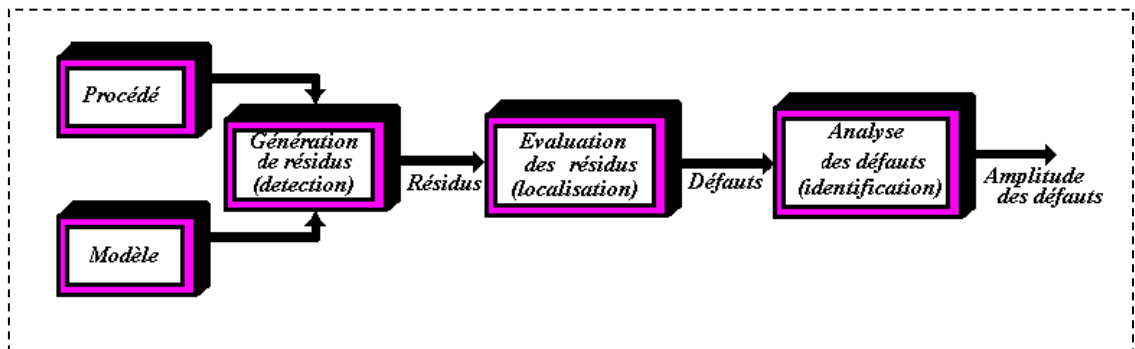 Procédé
Modèle
Génération
de résidus
(detection)
Résidus
Evaluation
des résidus
(localisation)
Défauts
Analyse
des défauts
(identification)
Amplitude
des défauts